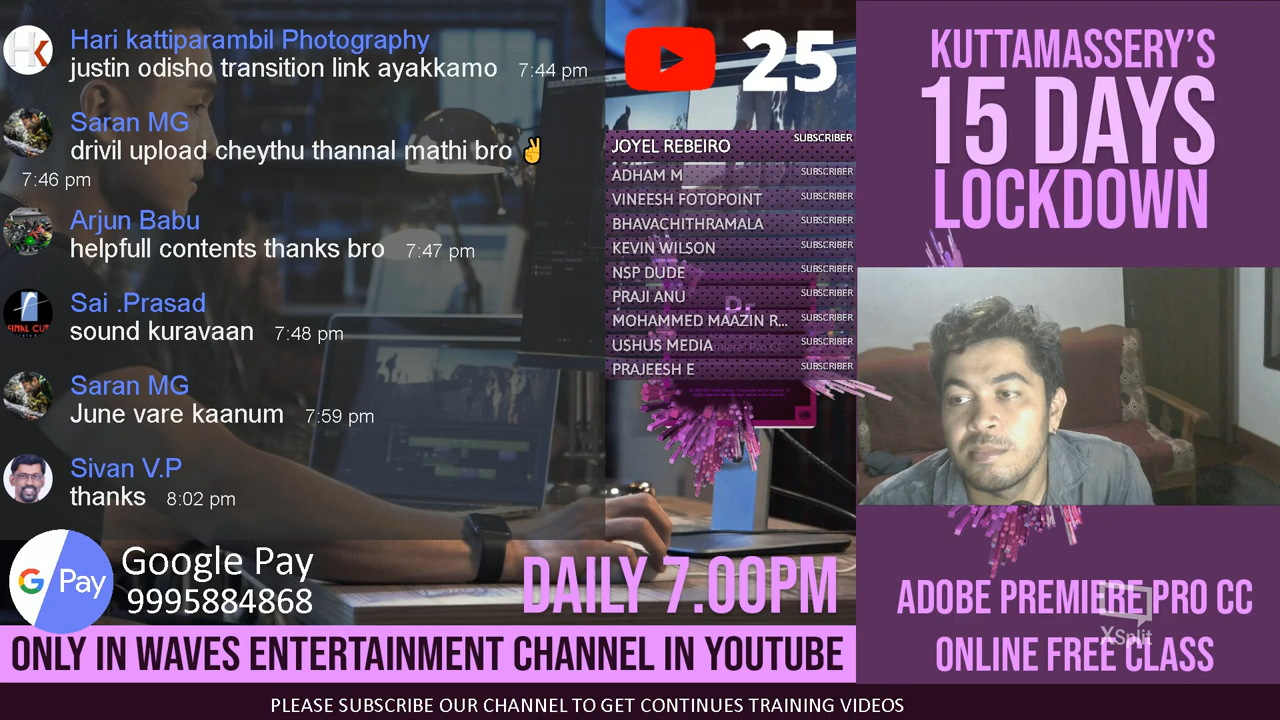 Hari kattiparambil Photography
justin odisho transition link ayakkamo 7:44 pm
Saran MG
drivil upload cheythu thannal mathi bro ✌
7:46 pm
Arjun Babu
helpfull contents thanks bro 7:47 pm
Sai .Prasad
FINAL CUT
sound kuravaan 7:48 pm
Saran MG
June vare kaanum 7:59 pm
Sivan V.P
thanks 8:02 pm
G Pay
Google Pay
9995884868
25
JOYEL REBEIRO SUBSCRIBER
ADHAM M SUBSCRIBER
VINEESH FOTOPOINT SUBSCRIBER
BHAVACHITHRAMALA SUBSCRIBER
KEVIN WILSON SUBSCRIBER
NSP DUDE SUBSCRIBER
PRAJI ANU SUBSCRIBER
MOHAMMED MAAZIN R... SUBSCRIBER
USHUS MEDIA SUBSCRIBER
PRAJEESH E SUBSCRIBER
DAILY 7.00PM
ONLY IN WAVES ENTERTAINMENT CHANNEL IN YOUTUBE
KUTTAMASSERY'S
15 DAYS
LOCKDOWN
ADOBE PREMIERE PRO CC
XSplit
ONLINE FREE CLASS
PLEASE SUBSCRIBE OUR CHANNEL TO GET CONTINUES TRAINING VIDEOS